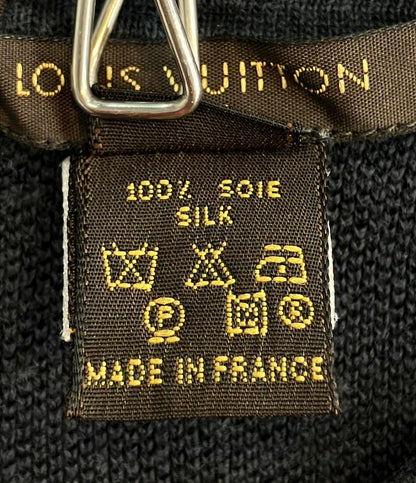 LOUIS VUITTON
100% SOIE
SILK
P M R
MADE IN FRANCE